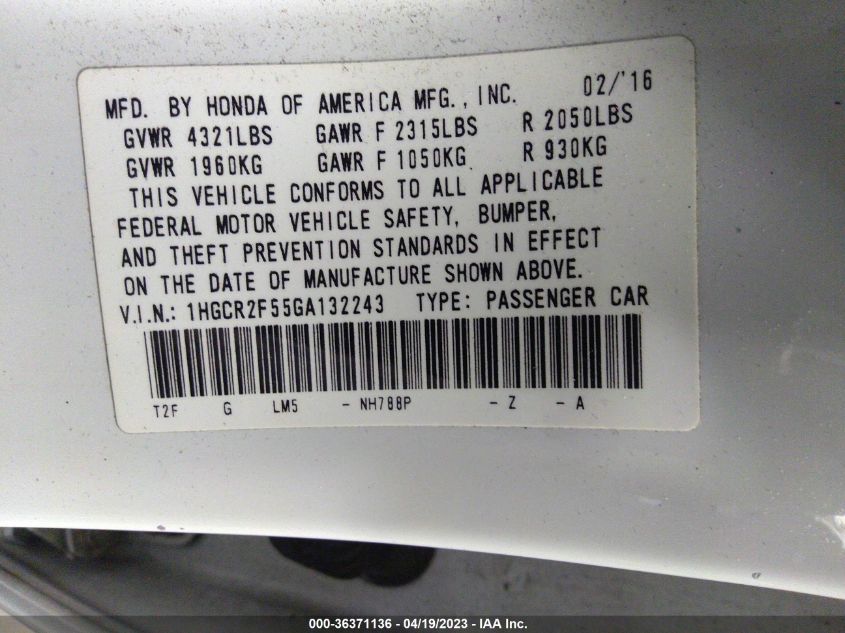 MFD. BY HONDA OF AMERICA MFG., INC. 02/'16
GVWR 4321LBS GAWR F 2315LBS R 2050LBS
GVWR 1960KG GAWR F 1050KG R 930KG
THIS VEHICLE CONFORMS TO ALL APPLICABLE
FEDERAL MOTOR VEHICLE SAFETY, BUMPER,
AND THEFT PREVENTION STANDARDS IN EFFECT
ON THE DATE OF MANUFACTURE SHOWN ABOVE.
V.I.N.: 1HGCR2F55GA132243 TYPE: PASSENGER CAR
T2F G LM5 - NH788P - Z - A
000-36371136 - 04/19/2023 - IAA Inc.